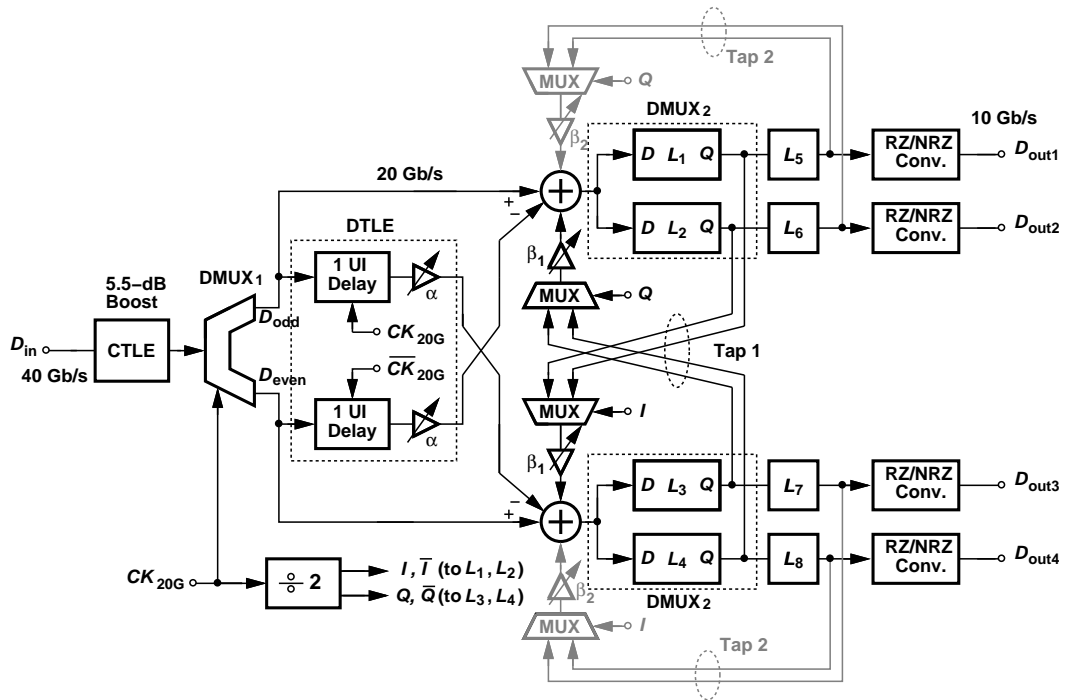 Tap 2
MUX
Q
β2
DMUX2
10 Gb/s
D L1 Q
L5
RZ/NRZ
Conv.
Dout1
20 Gb/s
+
−
D L2 Q
L6
RZ/NRZ
Conv.
Dout2
DTLE
β1
MUX
Q
5.5−dB
Boost
DMUX1
1 UI
Delay
α
Dodd
CK20G
Tap 1
Din
40 Gb/s
CTLE
Deven
CK20G
1 UI
Delay
α
MUX
I
β1
−
+
D L3 Q
L7
RZ/NRZ
Conv.
Dout3
D L4 Q
L8
RZ/NRZ
Conv.
Dout4
CK20G
÷ 2
I, I (to L1, L2)
Q, Q (to L3, L4)
β2
DMUX2
MUX
I
Tap 2